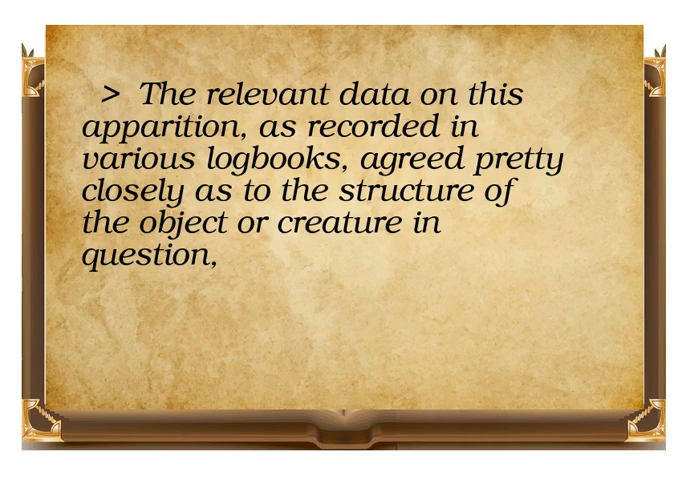 > The relevant data on this
apparition, as recorded in
various logbooks, agreed pretty
closely as to the structure of
the object or creature in
question,